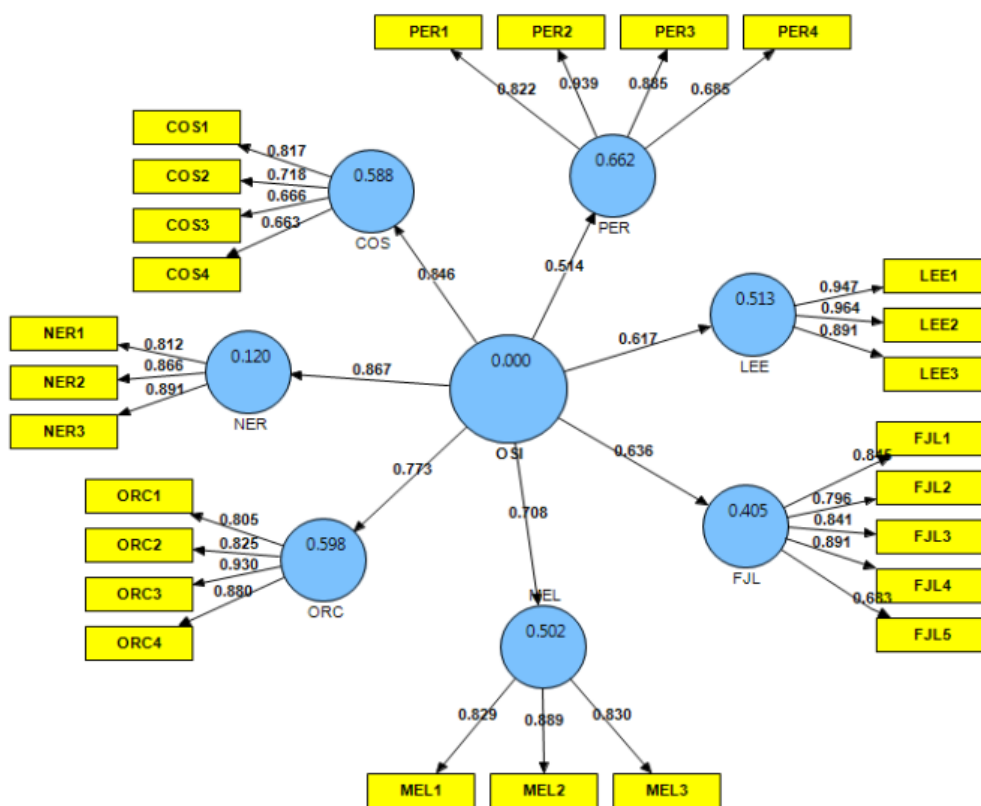 PER1 PER2 PER3 PER4
0.822 0.939 0.885 0.685
0.662
PER
COS1
COS2
COS3
COS4
0.817
0.718
0.666
0.663
0.588
COS
0.846
0.514
LEE1
LEE2
LEE3
0.947
0.964
0.891
0.513
LEE
0.617
NER1
NER2
NER3
0.812
0.866
0.891
0.120
NER
0.867
0.000
OSI
0.636
FJL1
FJL2
FJL3
FJL4
FJL5
0.845
0.796
0.841
0.891
0.683
0.405
FJL
0.773
0.708
ORC1
ORC2
ORC3
ORC4
0.805
0.825
0.930
0.880
0.598
ORC
MEL
0.502
0.829 0.889 0.830
MEL1 MEL2 MEL3